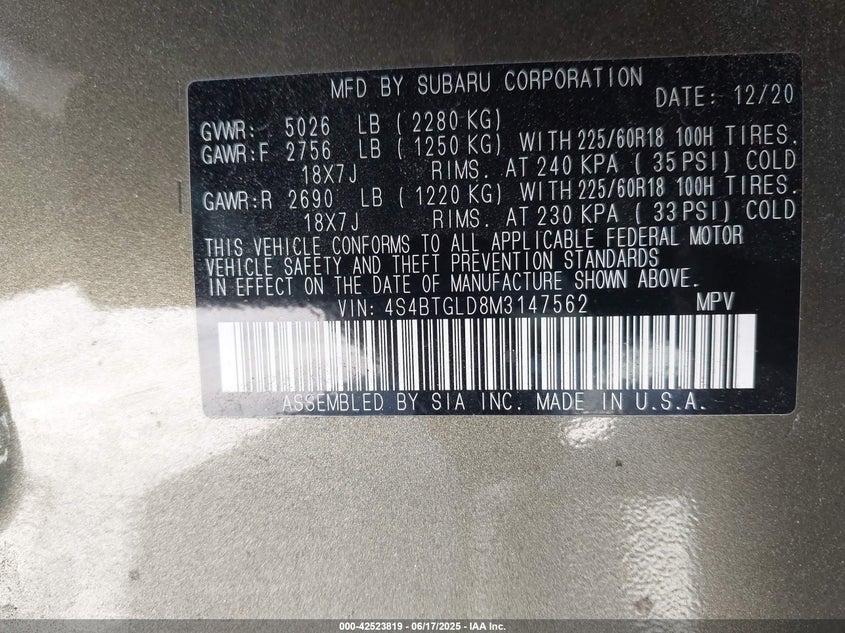 MFD BY SUBARU CORPORATION
DATE: 12/20
GVWR: 5026 LB ( 2280 KG)
GAWR:F 2756 LB ( 1250 KG) WITH 225/60R18 100H TIRES.
18X7J RIMS. AT 240 KPA ( 35 PSI) COLD
GAWR:R 2690 LB ( 1220 KG) WITH 225/60R18 100H TIRES.
18X7J RIMS. AT 230 KPA ( 33 PSI) COLD
THIS VEHICLE CONFORMS TO ALL APPLICABLE FEDERAL MOTOR
VEHICLE SAFETY AND THEFT PREVENTION STANDARDS
IN EFFECT ON THE DATE OF MANUFACTURE SHOWN ABOVE.
VIN: 4S4BTGLD8M3147562 MPV
ASSEMBLED BY SIA INC. MADE IN U.S.A.
000-42523819 - 06/17/2025 - IAA Inc.